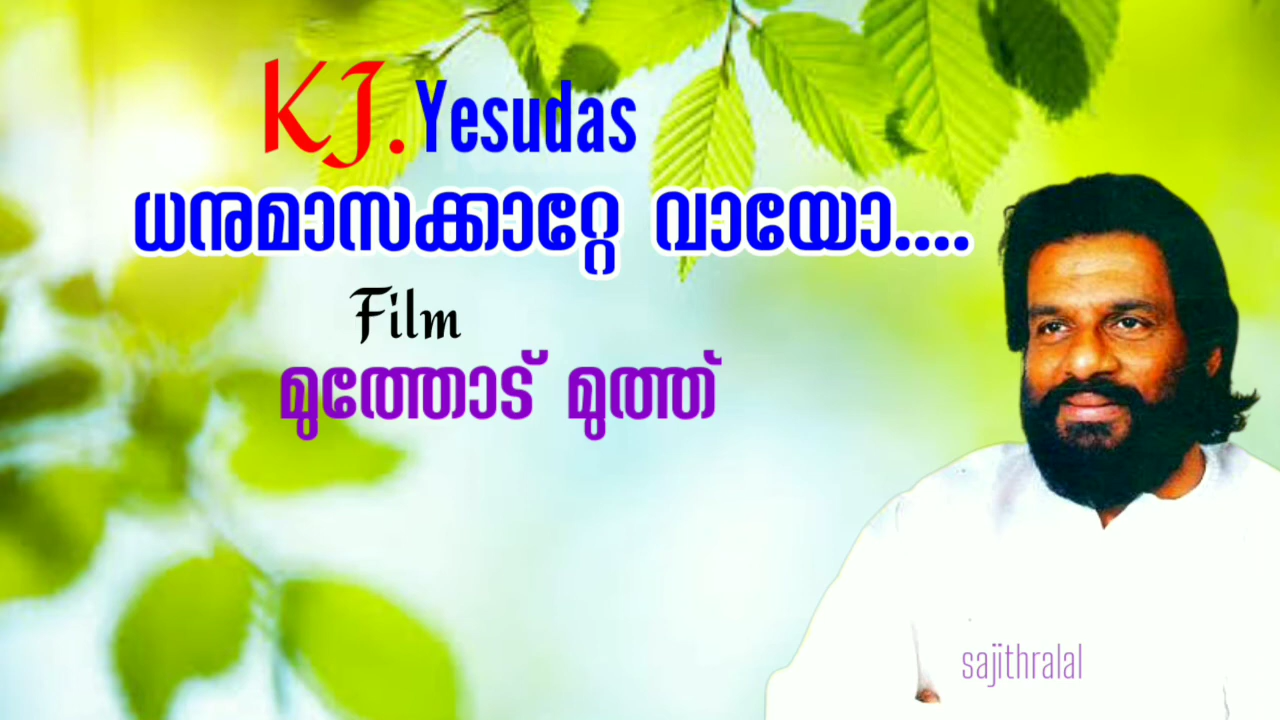 KJ.Yesudas
ധനുമാസക്കാറ്റേ വായോ....
Film
മുത്തോട് മുത്ത്
sajithralal